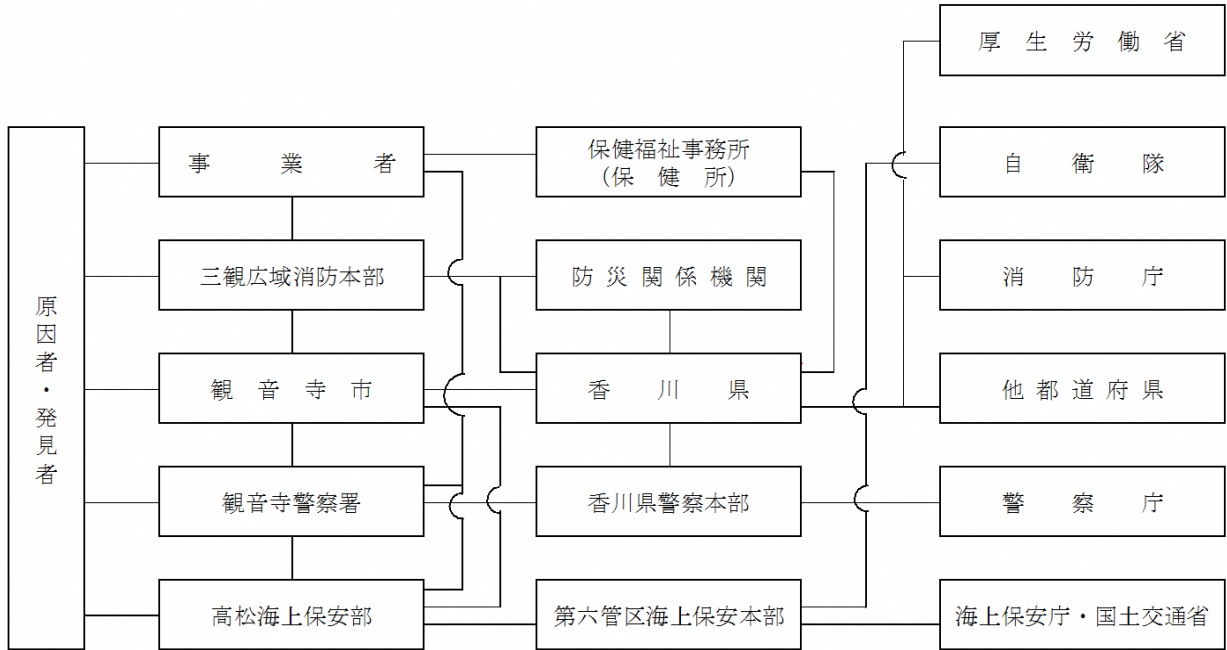 原因者・発見者
事業者
三観広域消防本部
観音寺市
観音寺警察署
高松海上保安部
保健福祉事務所
（保健所）
防災関係機関
香川県
香川県警察本部
第六管区海上保安本部
厚生労働省
自衛隊
消防庁
他都道府県
警察庁
海上保安庁・国土交通省